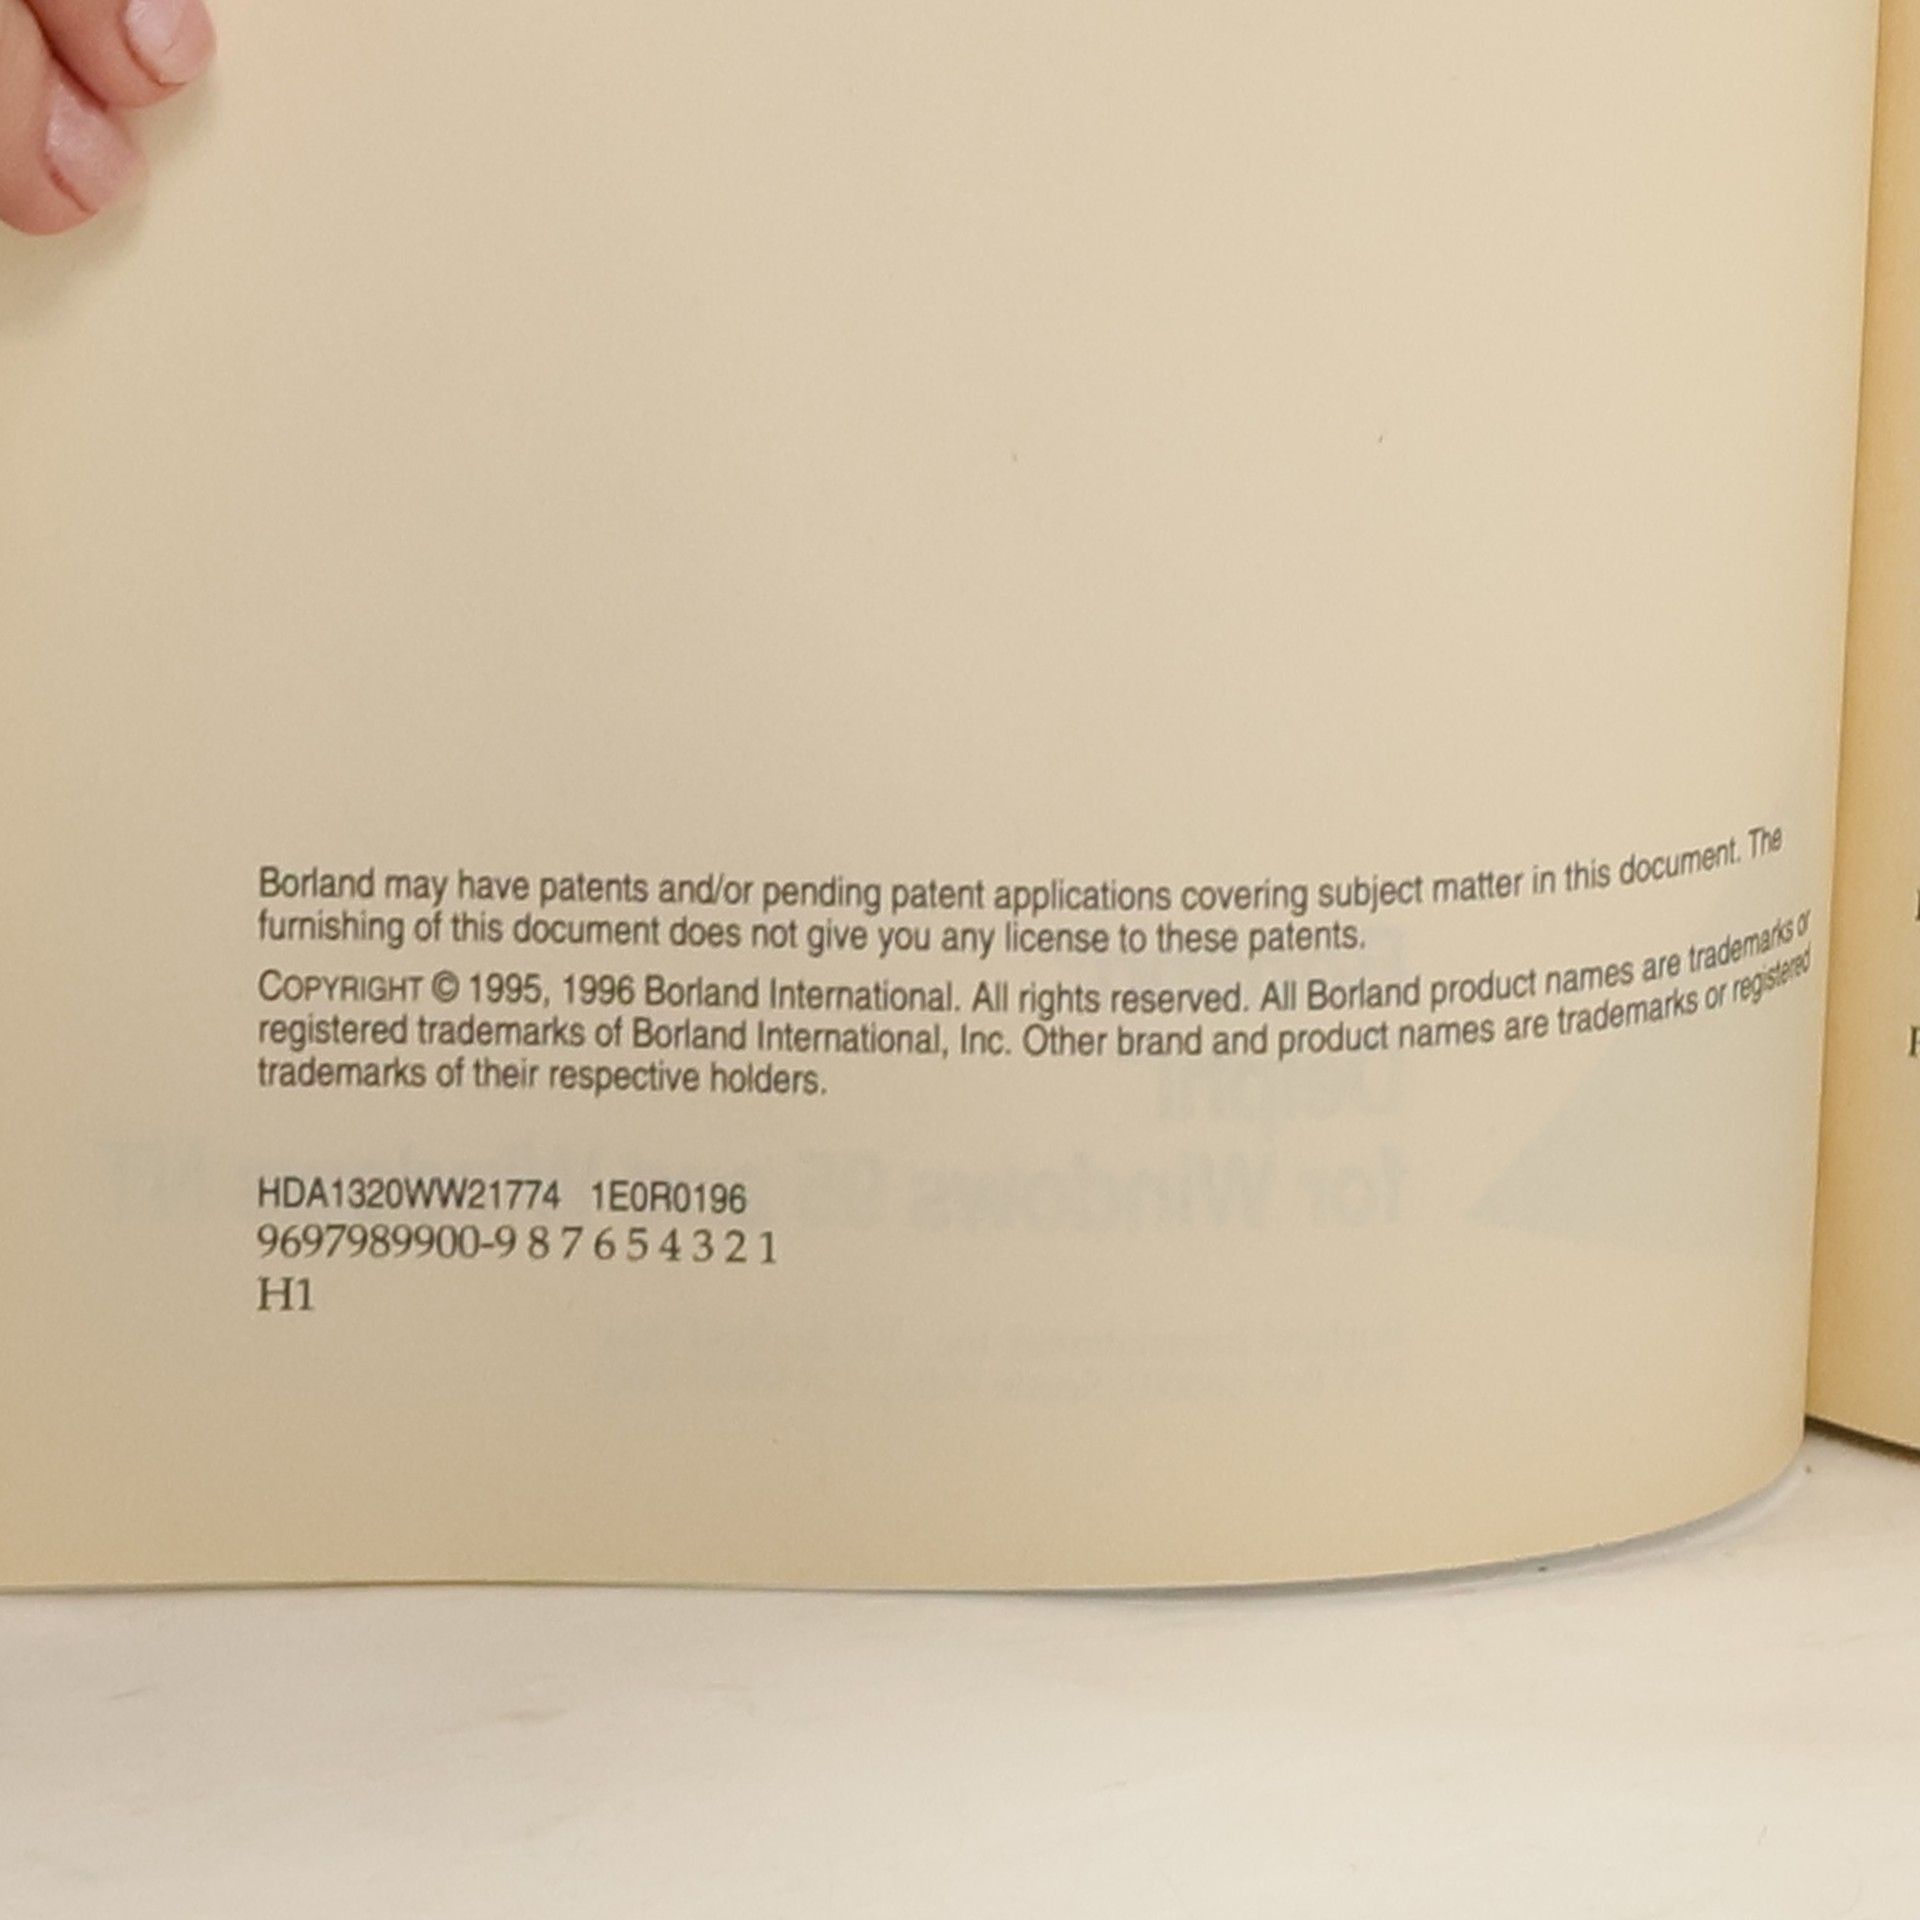 Borland may have patents and/or pending patent applications covering subject matter in this document. The
furnishing of this document does not give you any license to these patents.
COPYRIGHT © 1995, 1996 Borland International. All rights reserved. All Borland product names are trademarks or
registered trademarks of Borland International, Inc. Other brand and product names are trademarks or registered
trademarks of their respective holders.
HDA1320WW21774 1E0R0196
9697989900-9 8 7 6 5 4 3 2 1
H1